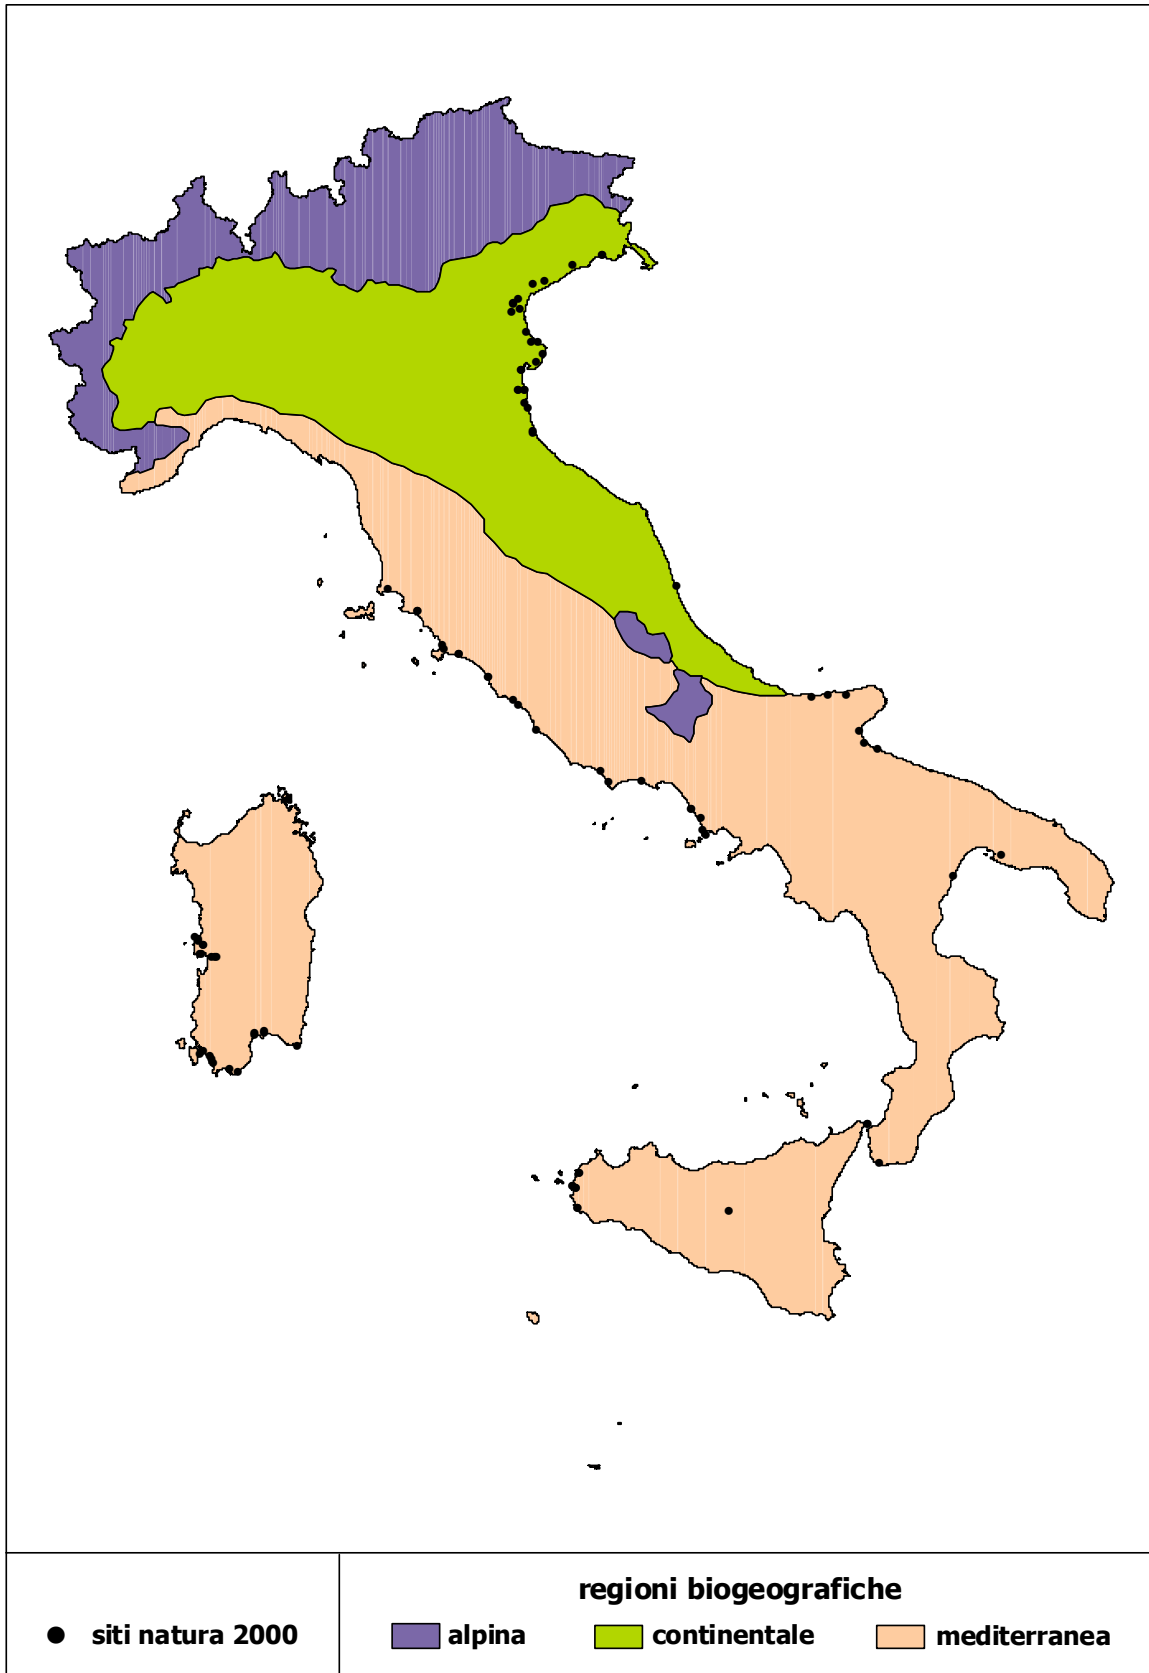 regioni biogeografiche
siti natura 2000
alpina
continentale
mediterranea